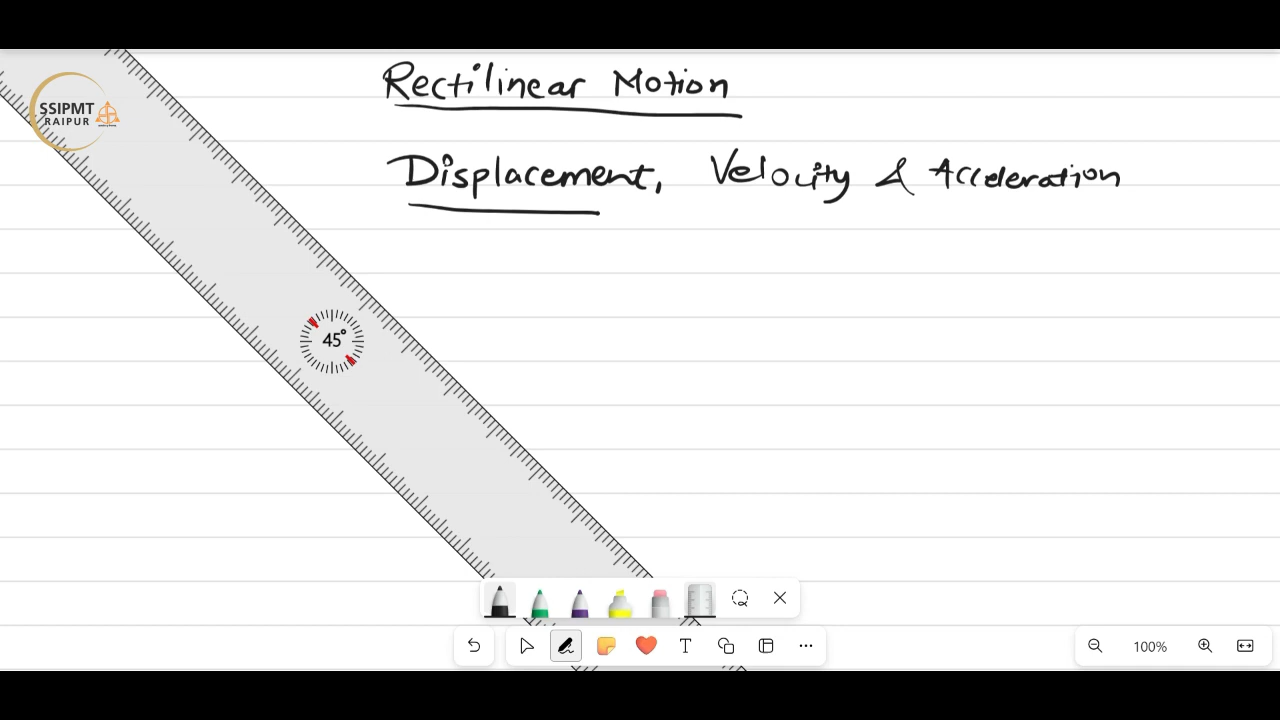 SSIPMT
RAIPUR
Rectilinear Motion
Displacement, Velocity & Acceleration
45°
T
100%